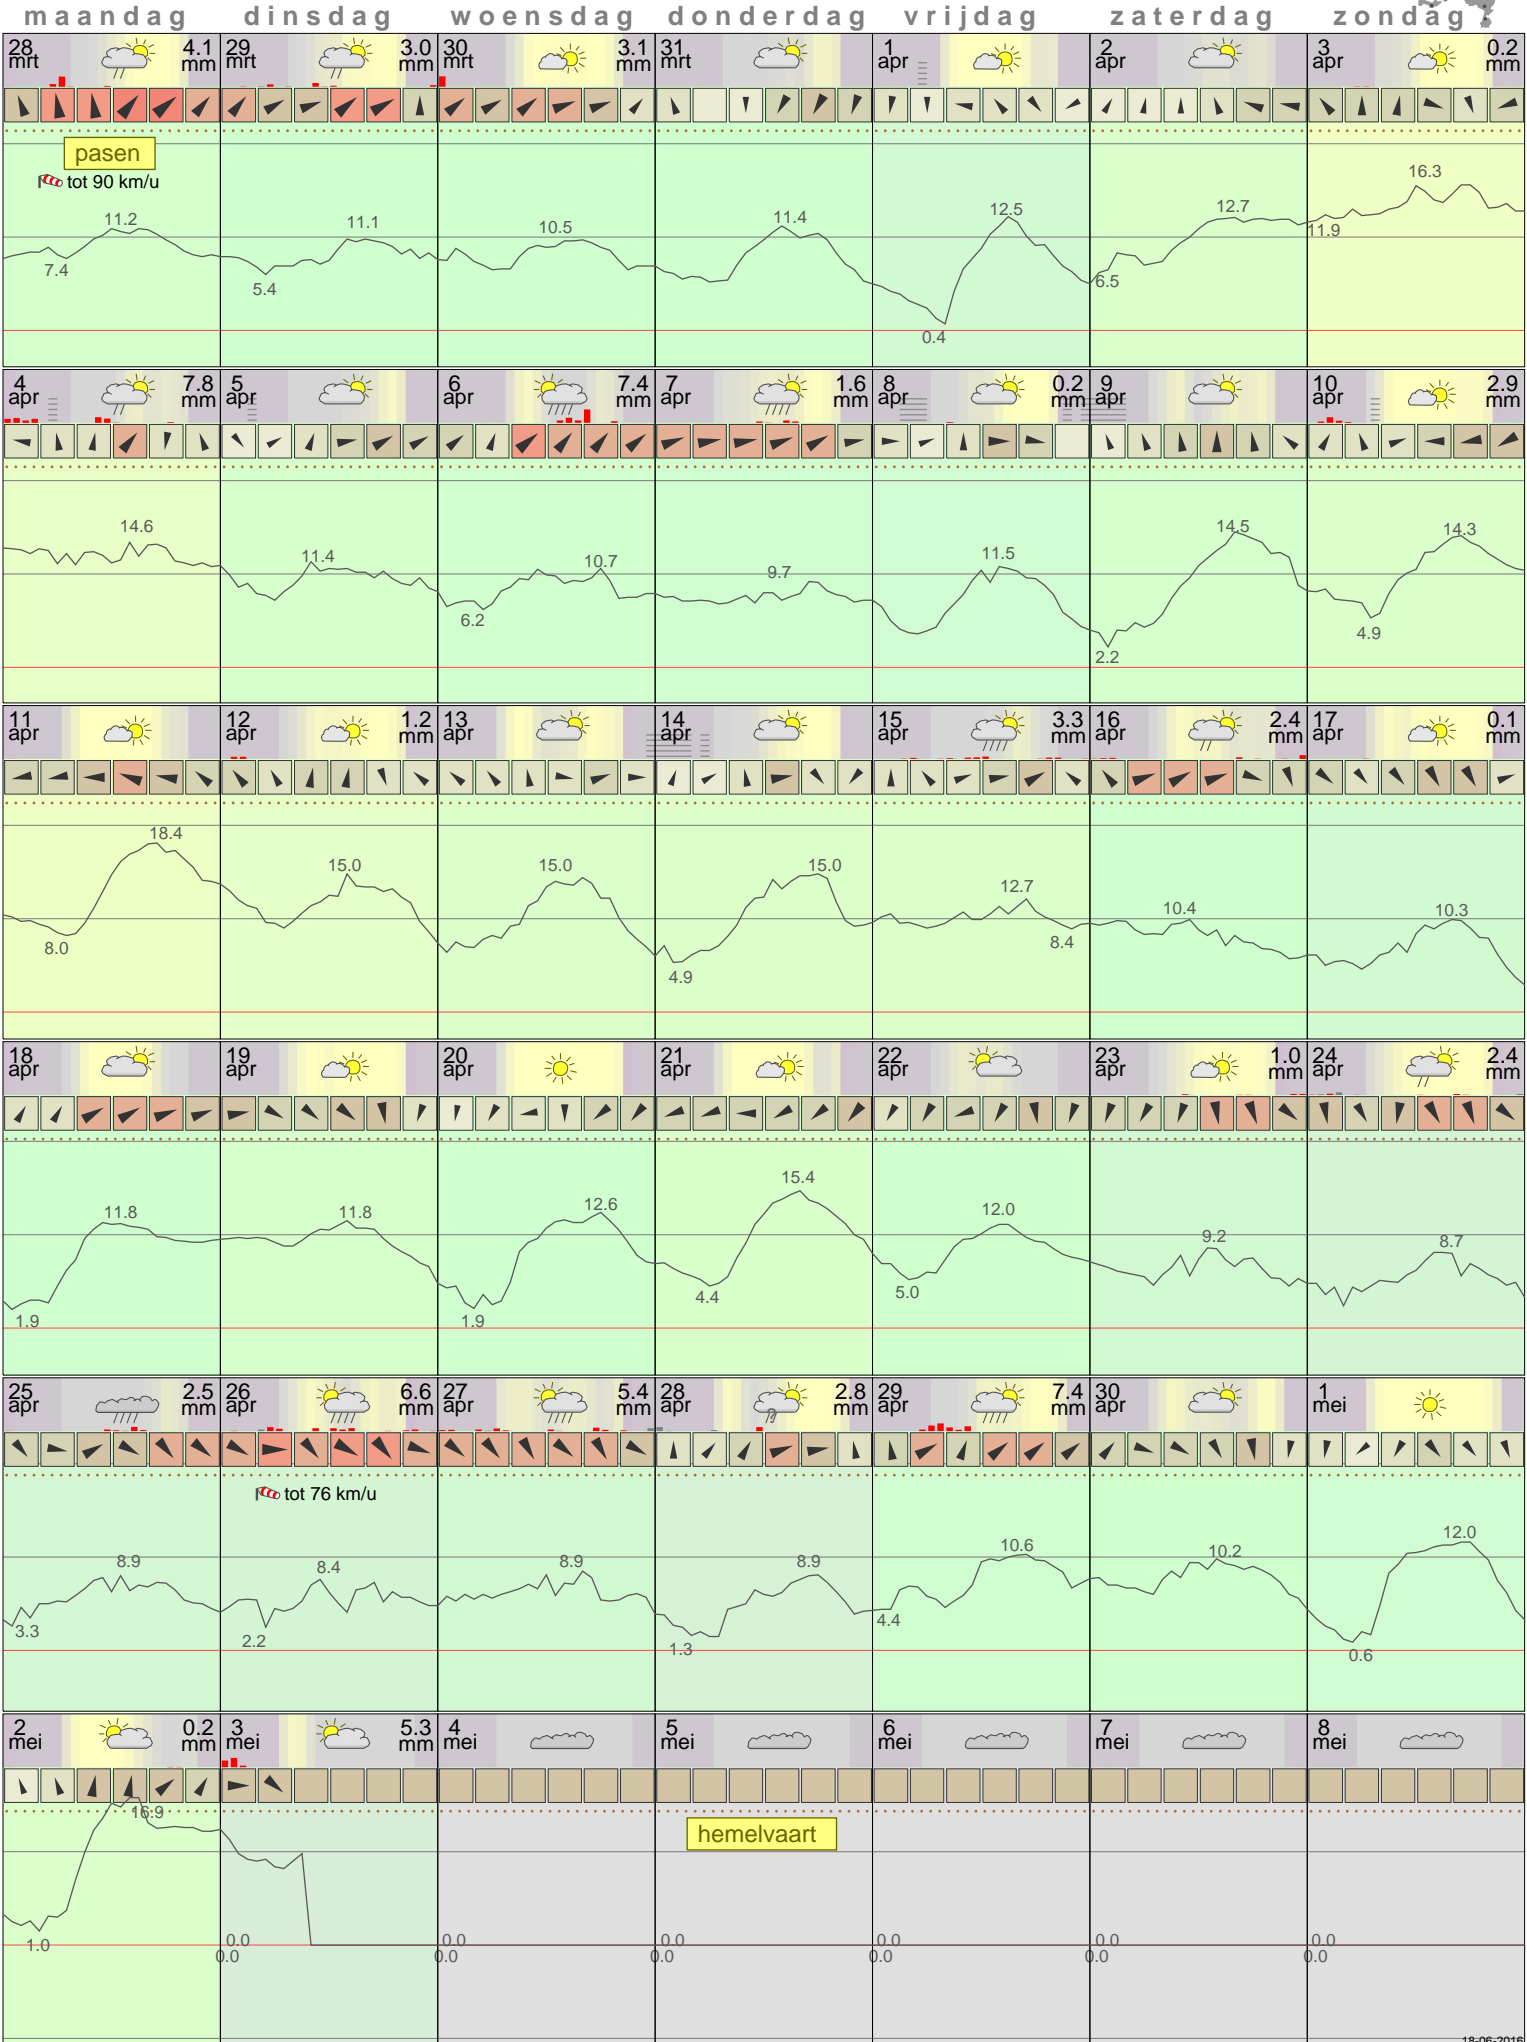 maandag dinsdag woensdag donderdag vrijdag zaterdag zondag
28 mrt 4.1 mm 29 mrt 3.0 mm 30 mrt 3.1 mm 31 mrt 1 apr 2 apr 3 apr 0.2 mm
pasen
tot 90 km/u
11.2 11.1 10.5 11.4 12.5 12.7 16.3
7.4 5.4 0.4 6.5 11.9
4 apr 7.8 mm 5 apr 6 apr 7.4 mm 7 apr 1.6 mm 8 apr 0.2 mm 9 apr 10 apr 2.9 mm
14.6 11.4 10.7 9.7 11.5 14.5 14.3
6.2 2.2 4.9
11 apr 12 apr 1.2 mm 13 apr 14 apr 15 apr 3.3 mm 16 apr 2.4 mm 17 apr 0.1 mm
18.4 15.0 15.0 15.0 12.7 10.4 10.3
8.0 4.9 8.4
18 apr 19 apr 20 apr 21 apr 22 apr 23 apr 1.0 mm 24 apr 2.4 mm
11.8 11.8 12.6 15.4 12.0 9.2 8.7
1.9 1.9 4.4 5.0
25 apr 2.5 mm 26 apr 6.6 mm 27 apr 5.4 mm 28 apr ? 2.8 mm 29 apr 7.4 mm 30 apr 1 mei
tot 76 km/u
8.9 8.4 8.9 8.9 10.6 10.2 12.0
3.3 2.2 1.3 4.4 0.6
2 mei 0.2 mm 3 mei 5.3 mm 4 mei 5 mei 6 mei 7 mei 8 mei
16.9
hemelvaart
1.0 0.0 0.0 0.0 0.0 0.0 0.0
0.0 0.0 0.0 0.0 0.0 0.0
18-06-2016